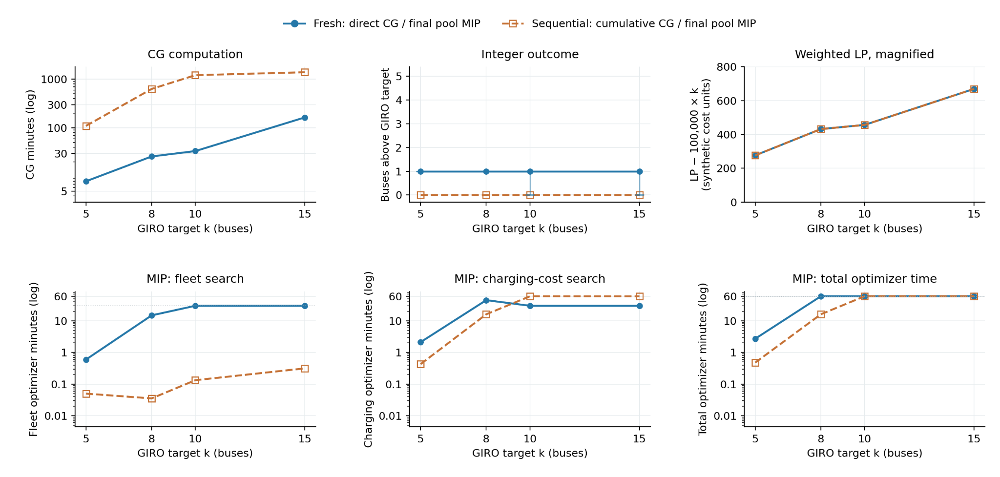 Fresh: direct CG / final pool MIP
Sequential: cumulative CG / final pool MIP
CG computation
CG minutes (log)
1000
300
100
30
5
5
8
10
15
GIRO target k (buses)
Integer outcome
Buses above GIRO target
5
4
3
2
1
0
5
8
10
15
GIRO target k (buses)
Weighted LP, magnified
LP − 100,000 × k
(synthetic cost units)
800
600
400
200
0
5
8
10
15
GIRO target k (buses)
MIP: fleet search
Fleet optimizer minutes (log)
60
10
1
0.1
0.01
5
8
10
15
GIRO target k (buses)
MIP: charging-cost search
Charging optimizer minutes (log)
60
10
1
0.1
0.01
5
8
10
15
GIRO target k (buses)
MIP: total optimizer time
Total optimizer minutes (log)
60
10
1
0.1
0.01
5
8
10
15
GIRO target k (buses)